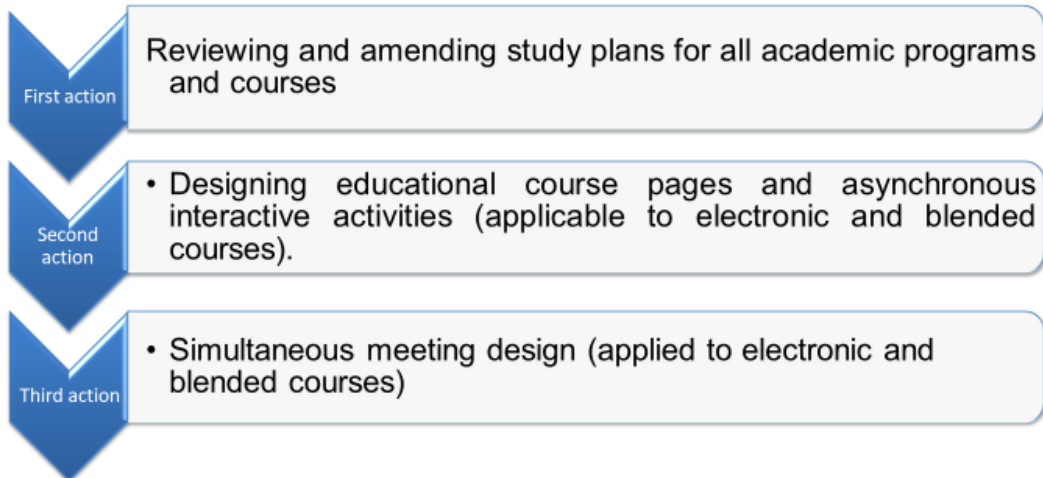 First action
Reviewing and amending study plans for all academic programs
and courses
Second
action
• Designing educational course pages and asynchronous
interactive activities (applicable to electronic and blended
courses).
Third action
• Simultaneous meeting design (applied to electronic and
blended courses)